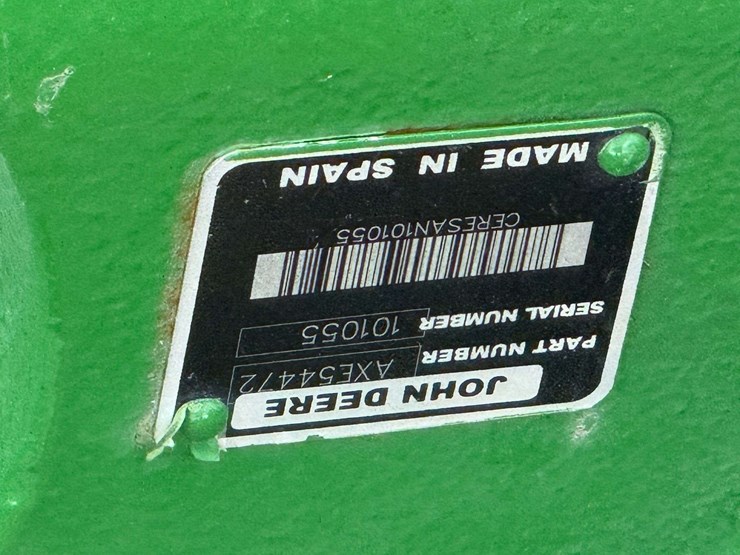 JOHN DEERE
PART NUMBER AXE54472
SERIAL NUMBER 101055
CERESAN101055
MADE IN SPAIN